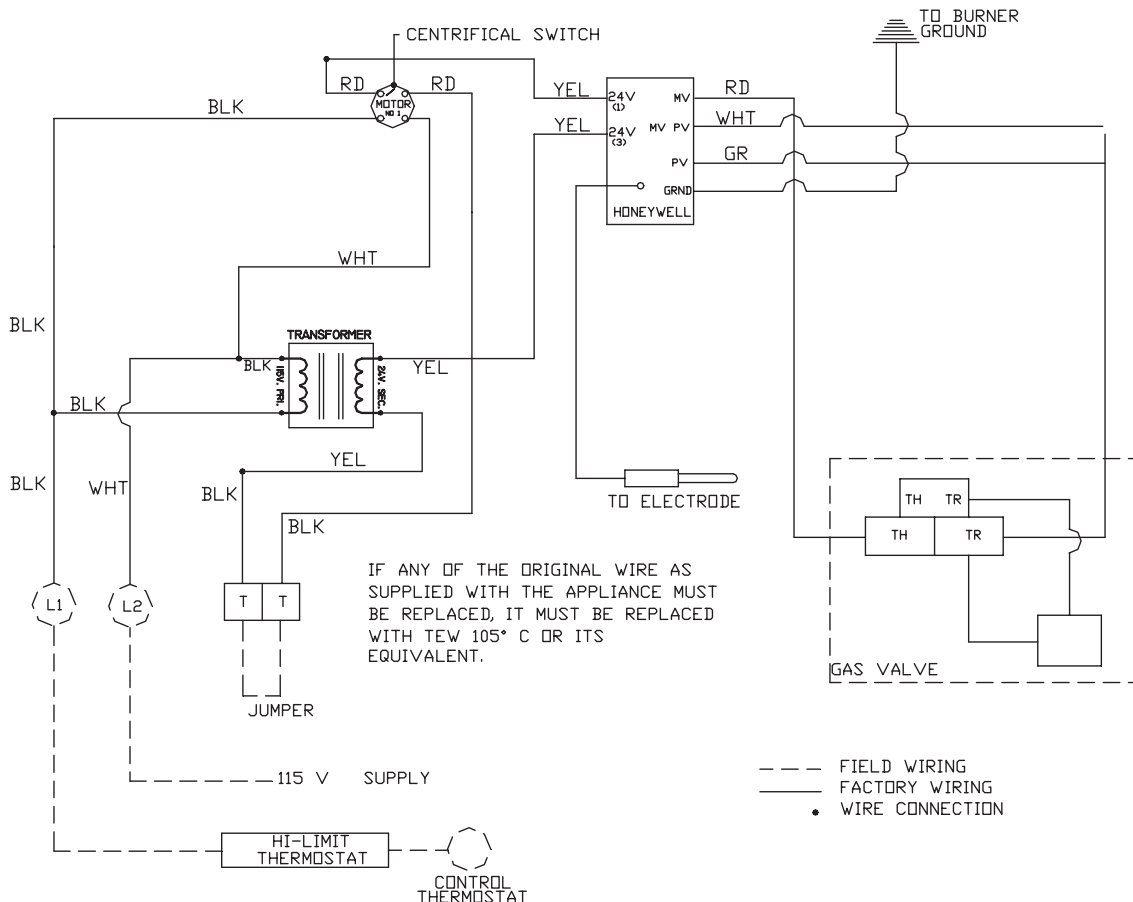 TO BURNER
GROUND
CENTRIFICAL SWITCH
RD
RD
MOTOR
NO 1
BLK
YEL
YEL
24V
(1)
24V
(3)
MV
MV PV
PV
GRND
HONEYWELL
RD
WHT
GR
WHT
BLK
TRANSFORMER
BLK
115V. PRI.
24V. SEC.
YEL
BLK
YEL
BLK
WHT
BLK
BLK
TO ELECTRODE
TH TR
TH TR
GAS VALVE
L1
L2
T T
JUMPER
IF ANY OF THE ORIGINAL WIRE AS
SUPPLIED WITH THE APPLIANCE MUST
BE REPLACED, IT MUST BE REPLACED
WITH TEW 105° C OR ITS
EQUIVALENT.
115 V SUPPLY
FIELD WIRING
FACTORY WIRING
WIRE CONNECTION
HI-LIMIT
THERMOSTAT
CONTROL
THERMOSTAT